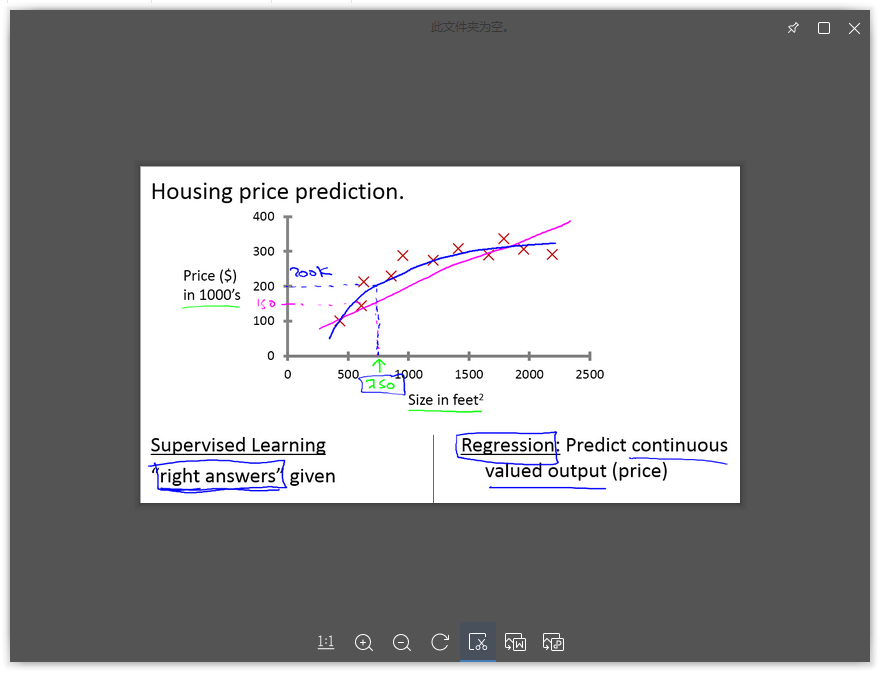 此文件夹为空。
Housing price prediction.
400
300
200
100
0
200K
150
Price ($)
in 1000's
0 500 1000 1500 2000 2500
750
Size in feet²
Supervised Learning
"right answers" given
Regression: Predict continuous
valued output (price)
1:1